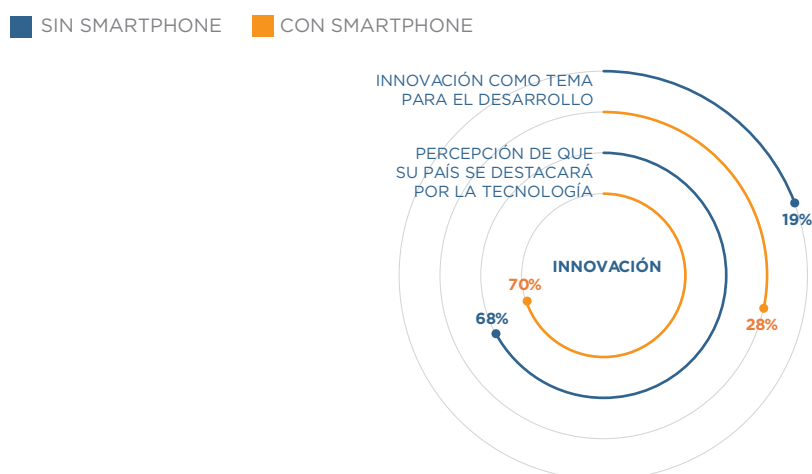 SIN SMARTPHONE
CON SMARTPHONE
INNOVACIÓN COMO TEMA
PARA EL DESARROLLO
PERCEPCIÓN DE QUE
SU PAÍS SE DESTACARÁ
POR LA TECNOLOGÍA
19%
INNOVACIÓN
70%
68%
28%